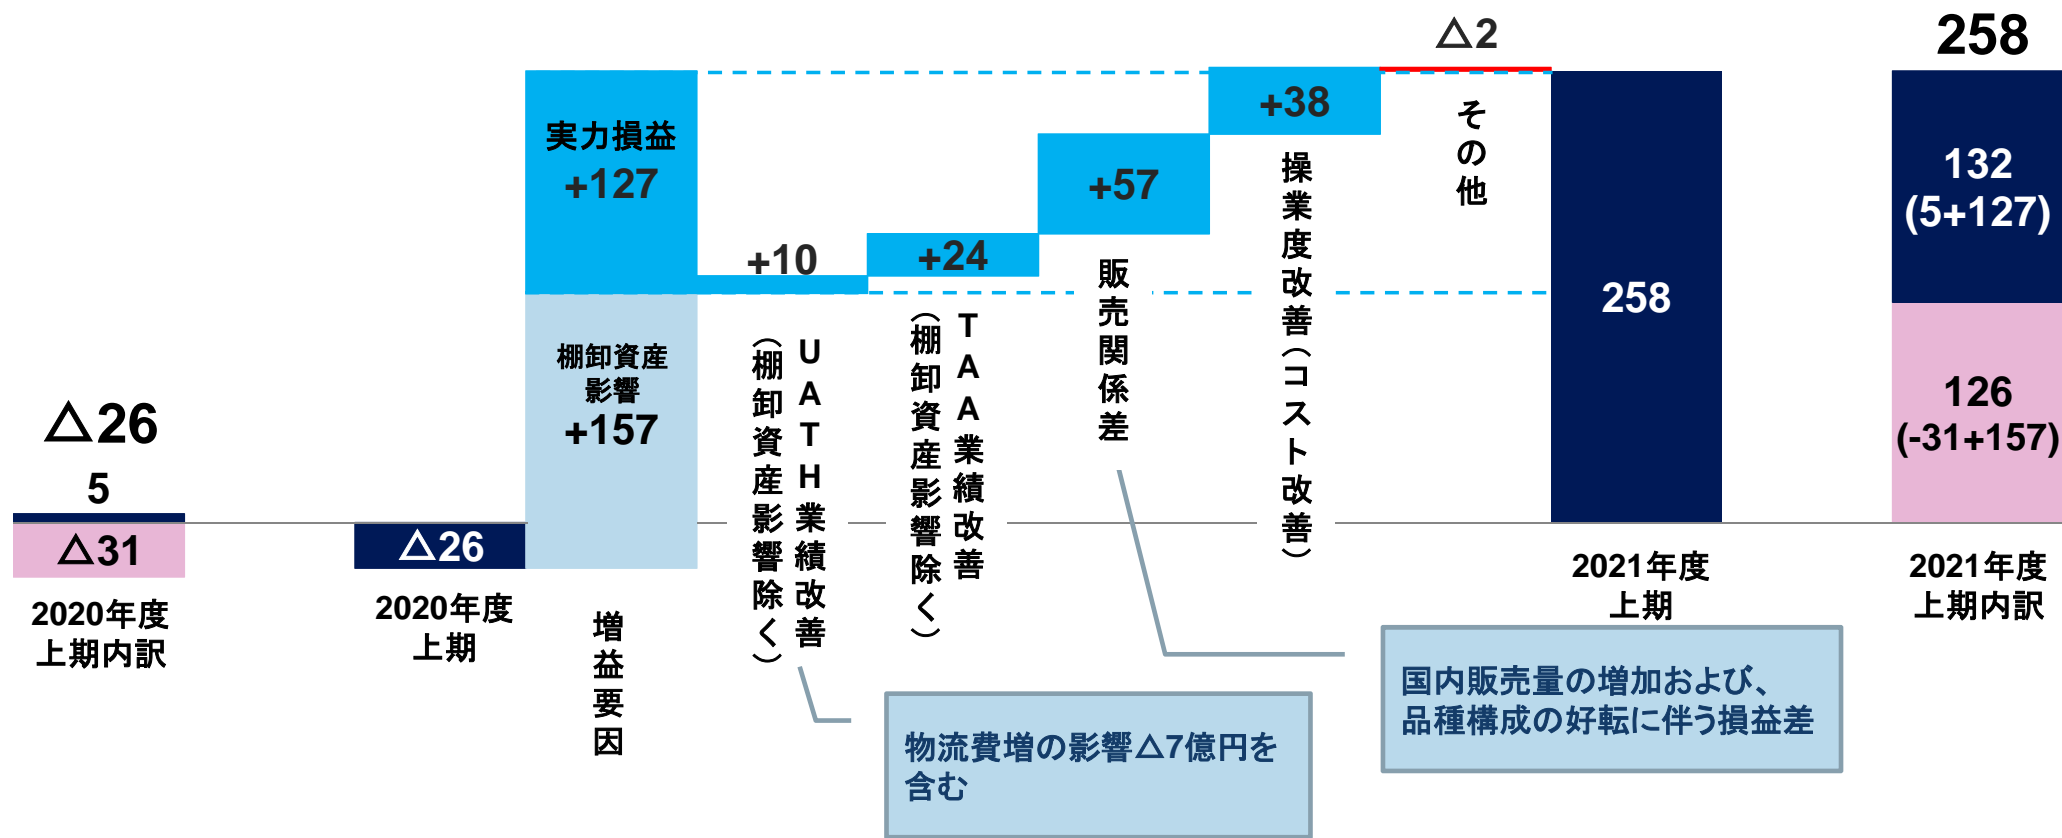 △26
5
△31
2020年度
上期内訳
△26
2020年度
上期
実力損益
+127
棚卸資産
影響
+157
増益要因
+10
UATH業績改善
（棚卸資産影響除く）
+24
TAA業績改善
（棚卸資産影響除く）
+57
販売関係差
+38
操業度改善（コスト改善）
△2
その他
258
2021年度
上期
258
132
(5+127)
126
(-31+157)
2021年度
上期内訳
物流費増の影響△7億円を
含む
国内販売量の増加および、
品種構成の好転に伴う損益差